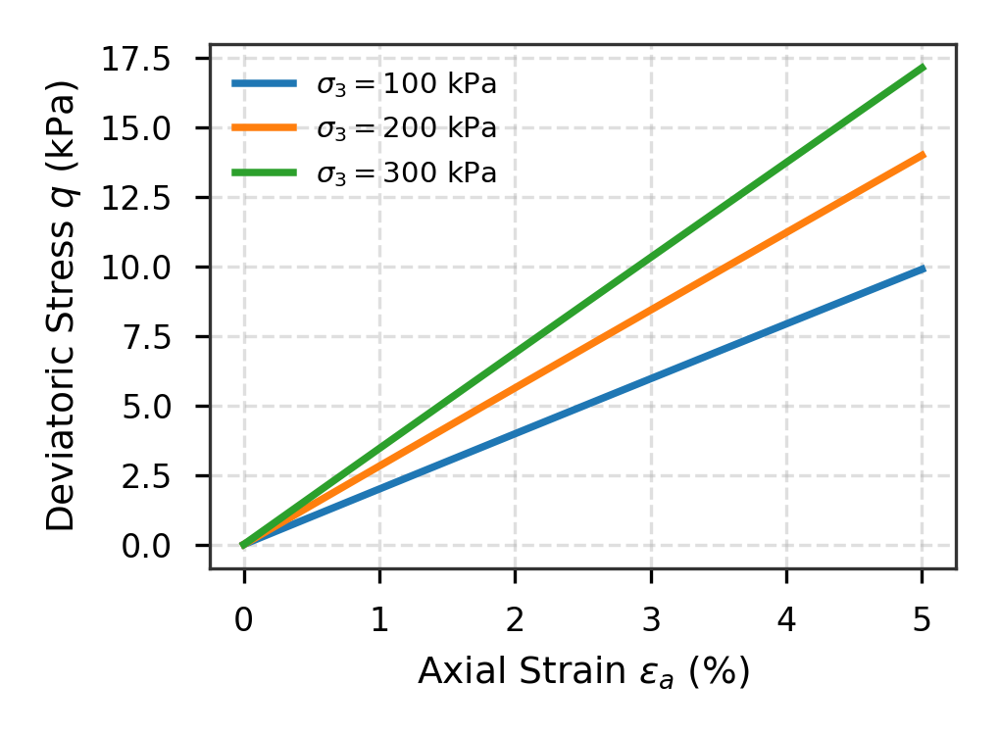 Deviatoric Stress q (kPa)
17.5
15.0
12.5
10.0
7.5
5.0
2.5
0.0
σ₃ = 100 kPa
σ₃ = 200 kPa
σ₃ = 300 kPa
0 1 2 3 4 5
Axial Strain εₐ (%)